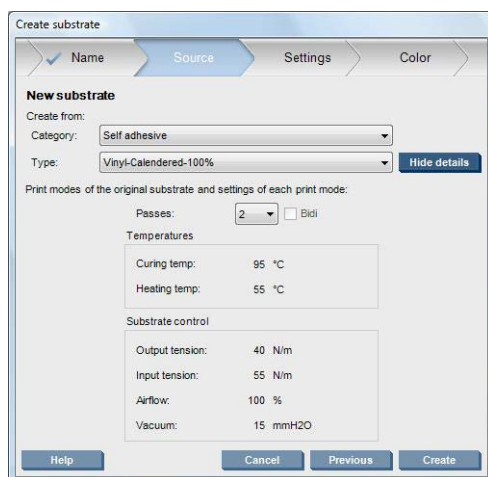 Create substrate
Name Source Settings Color
New substrate
Create from:
Category: Self adhesive
Type: Vinyl-Calendered-100% Hide details
Print modes of the original substrate and settings of each print mode:
Passes: 2 Bidi
Temperatures
Curing temp: 95 °C
Heating temp: 55 °C
Substrate control
Output tension: 40 N/m
Input tension: 55 N/m
Airflow: 100 %
Vacuum: 15 mmH2O
Help Cancel Previous Create